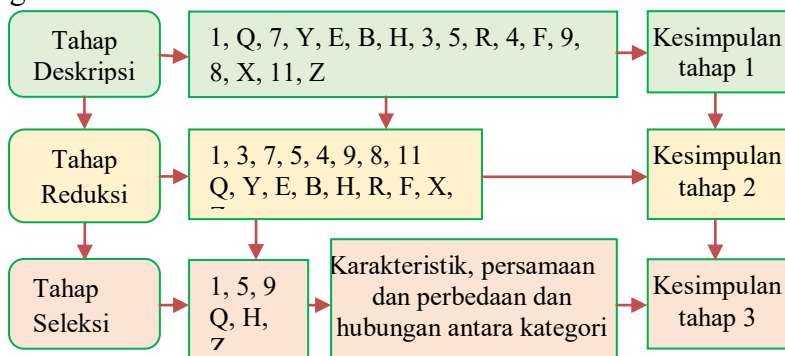 Tahap
Deskripsi
1, Q, 7, Y, E, B, H, 3, 5, R, 4, F, 9,
8, X, 11, Z
Kesimpulan
tahap 1
Tahap
Reduksi
1, 3, 7, 5, 4, 9, 8, 11
Q, Y, E, B, H, R, F, X,
Kesimpulan
tahap 2
Tahap
Seleksi
1, 5, 9
Q, H,
Z
Karakteristik, persamaan
dan perbedaan dan
hubungan antara kategori
Kesimpulan
tahap 3